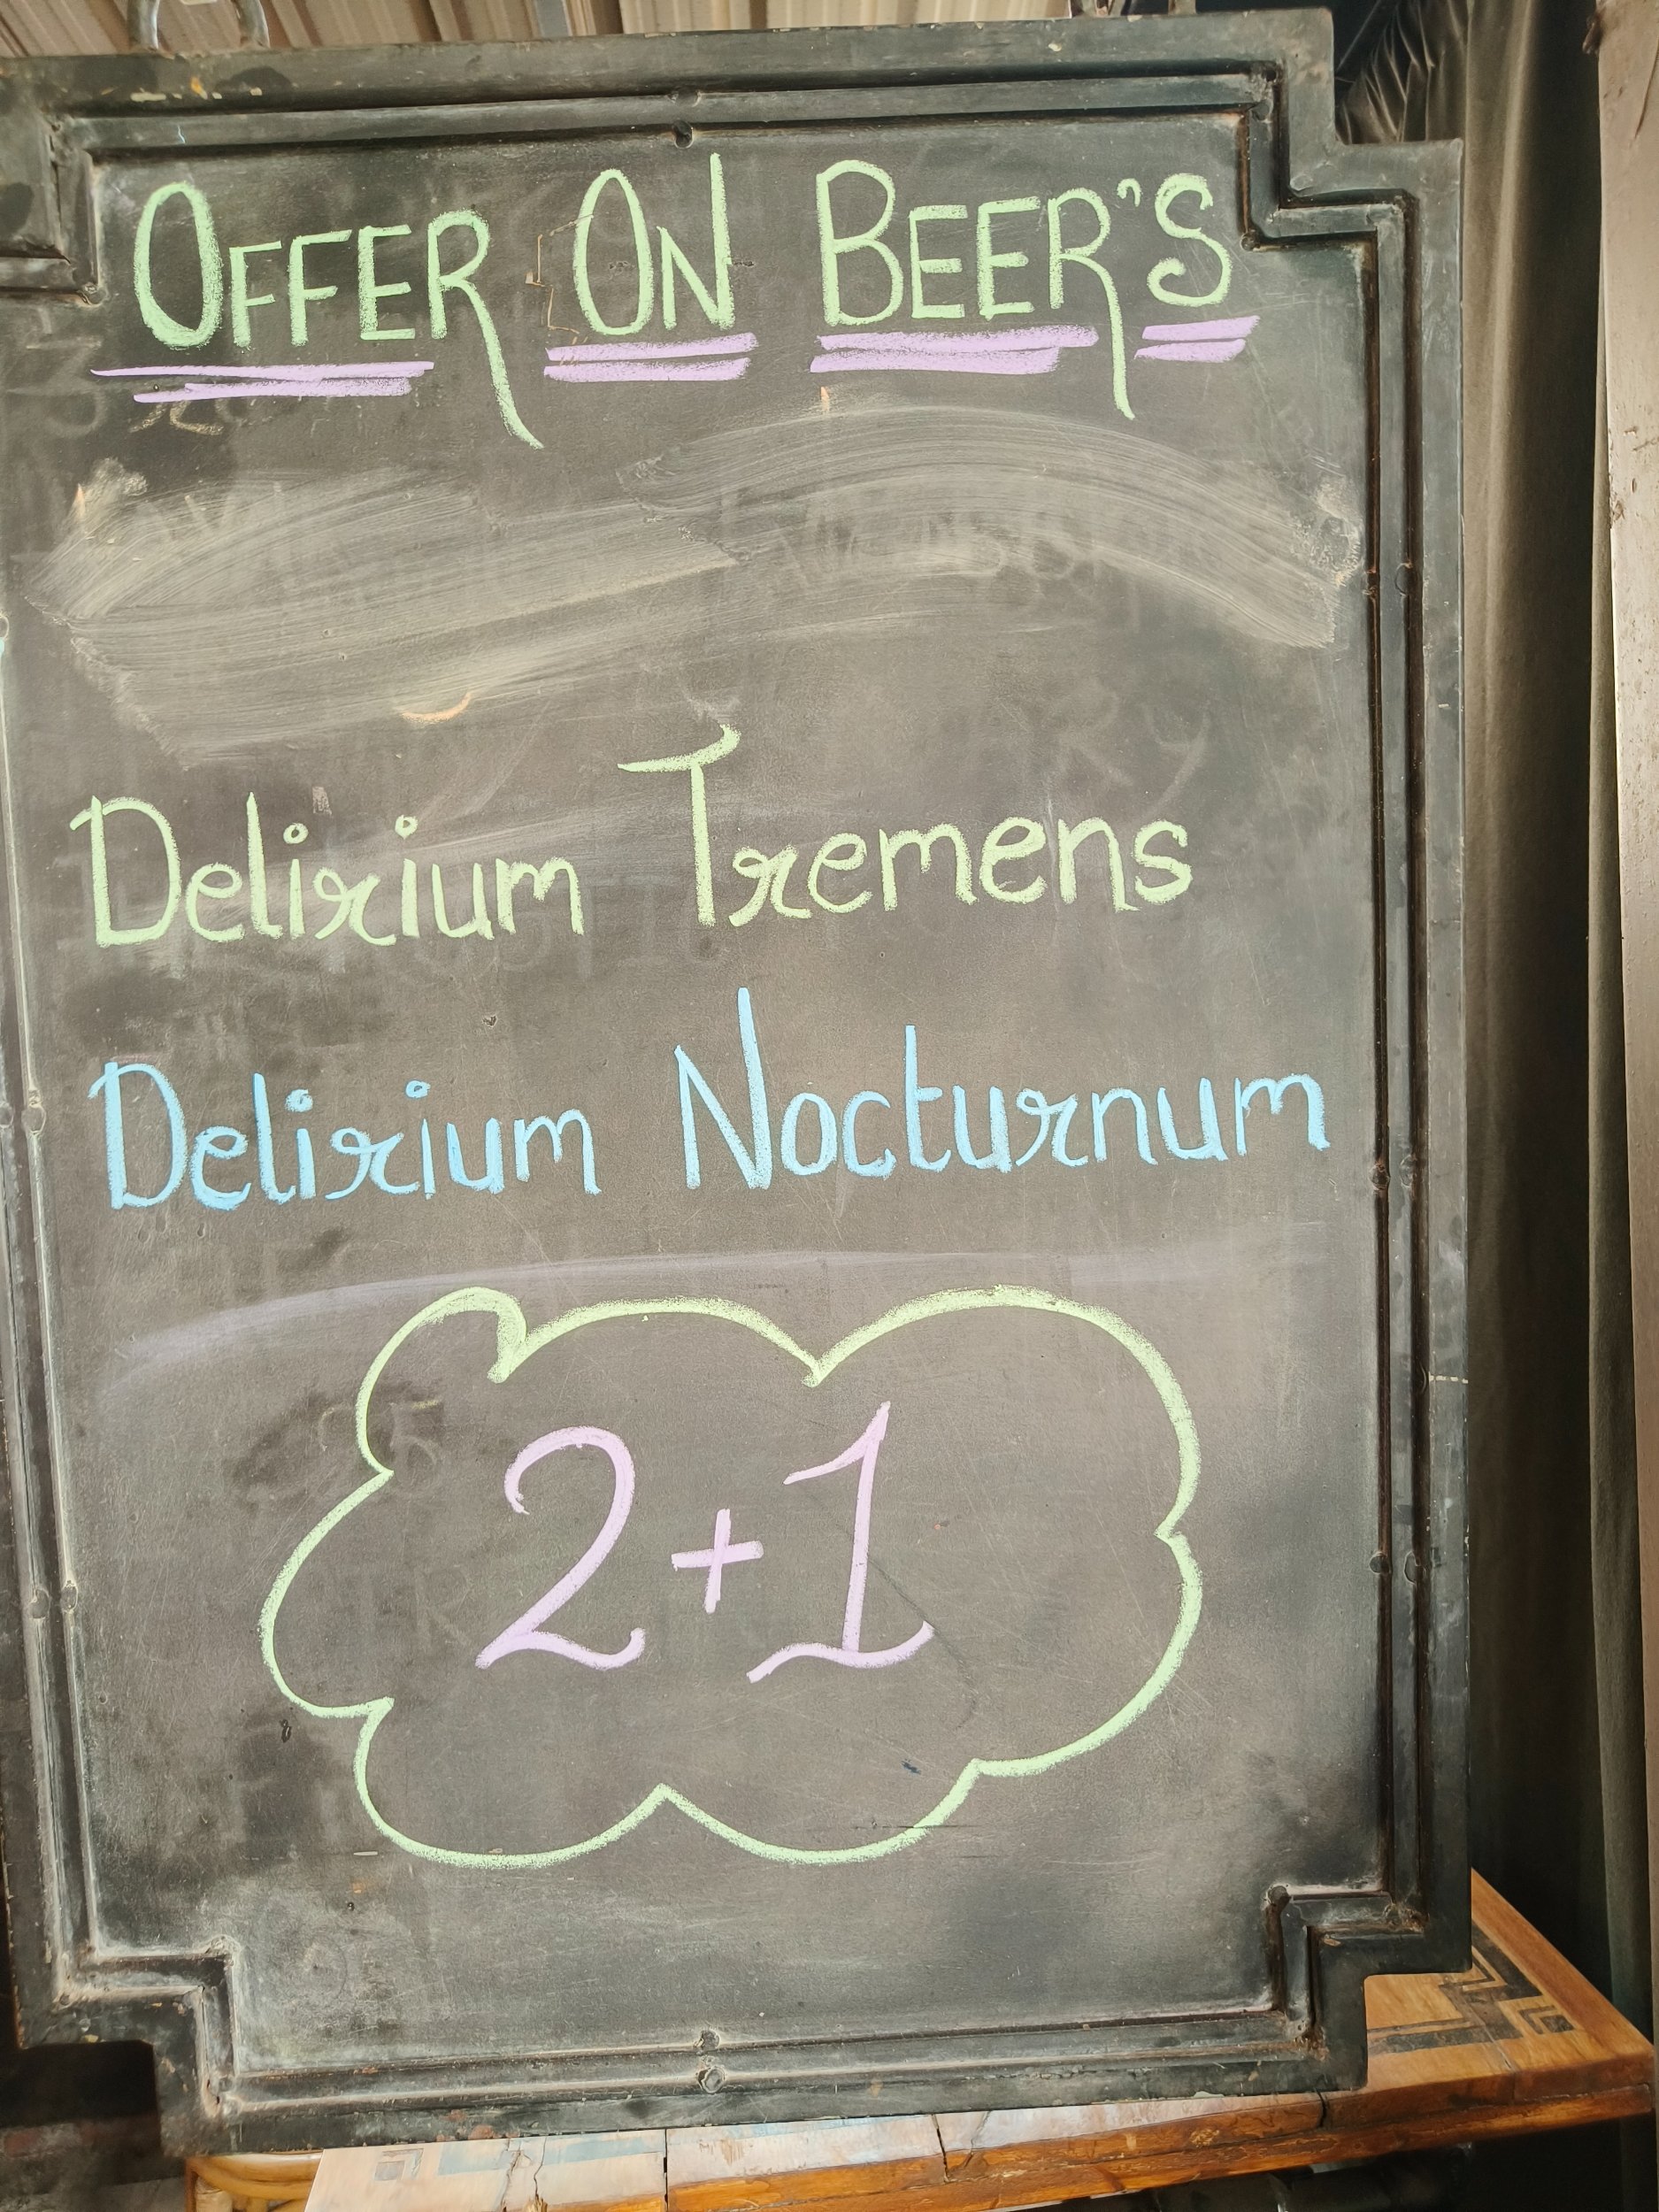 OFFER ON BEER'S
Delirium Tremens
Delirium Nocturnum
2+1